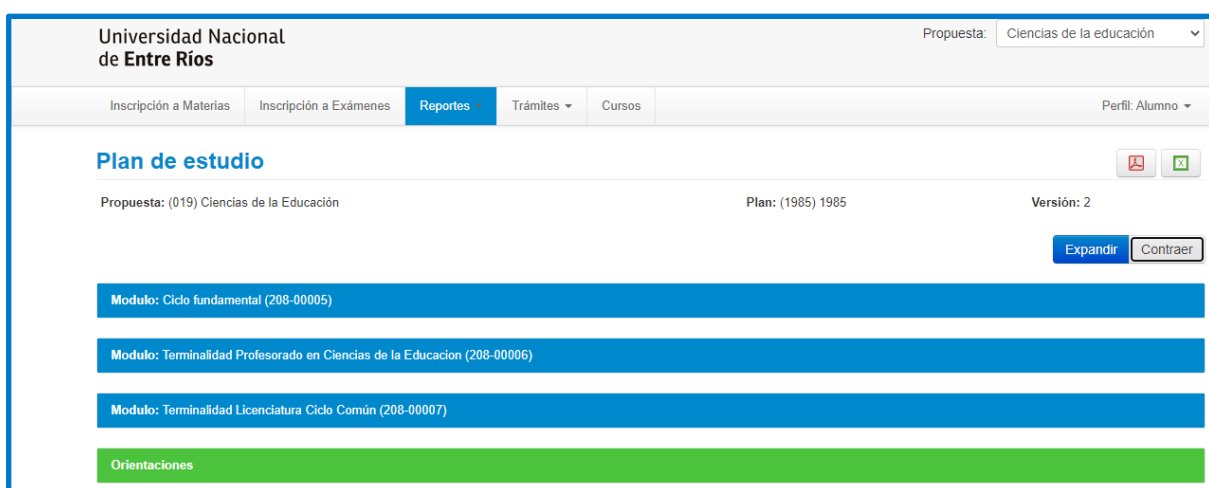 Universidad Nacional
de Entre Ríos
Propuesta: Ciencias de la educación
Inscripción a Materias Inscripción a Exámenes Reportes Trámites Cursos Perfil: Alumno
Plan de estudio
Propuesta: (019) Ciencias de la Educación Plan: (1985) 1985 Versión: 2
Expandir Contraer
Modulo: Ciclo fundamental (208-00005)
Modulo: Terminalidad Profesorado en Ciencias de la Educacion (208-00006)
Modulo: Terminalidad Licenciatura Ciclo Común (208-00007)
Orientaciones